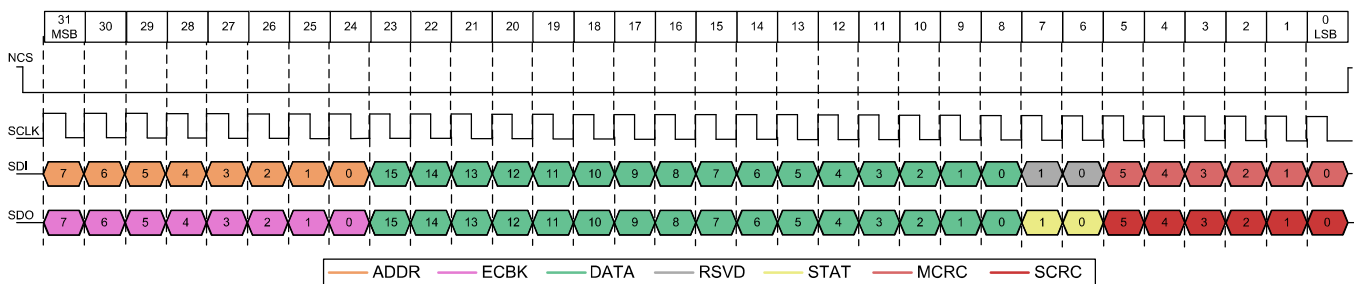 31 MSB 30 29 28 27 26 25 24 23 22 21 20 19 18 17 16 15 14 13 12 11 10 9 8 7 6 5 4 3 2 1 0 LSB
NCS
SCLK
SDI 7 6 5 4 3 2 1 0 15 14 13 12 11 10 9 8 7 6 5 4 3 2 1 0 1 0 5 4 3 2 1 0
SDO 7 6 5 4 3 2 1 0 15 14 13 12 11 10 9 8 7 6 5 4 3 2 1 0 1 0 5 4 3 2 1 0
ADDR ECBK DATA RSVD STAT MCRC SCRC